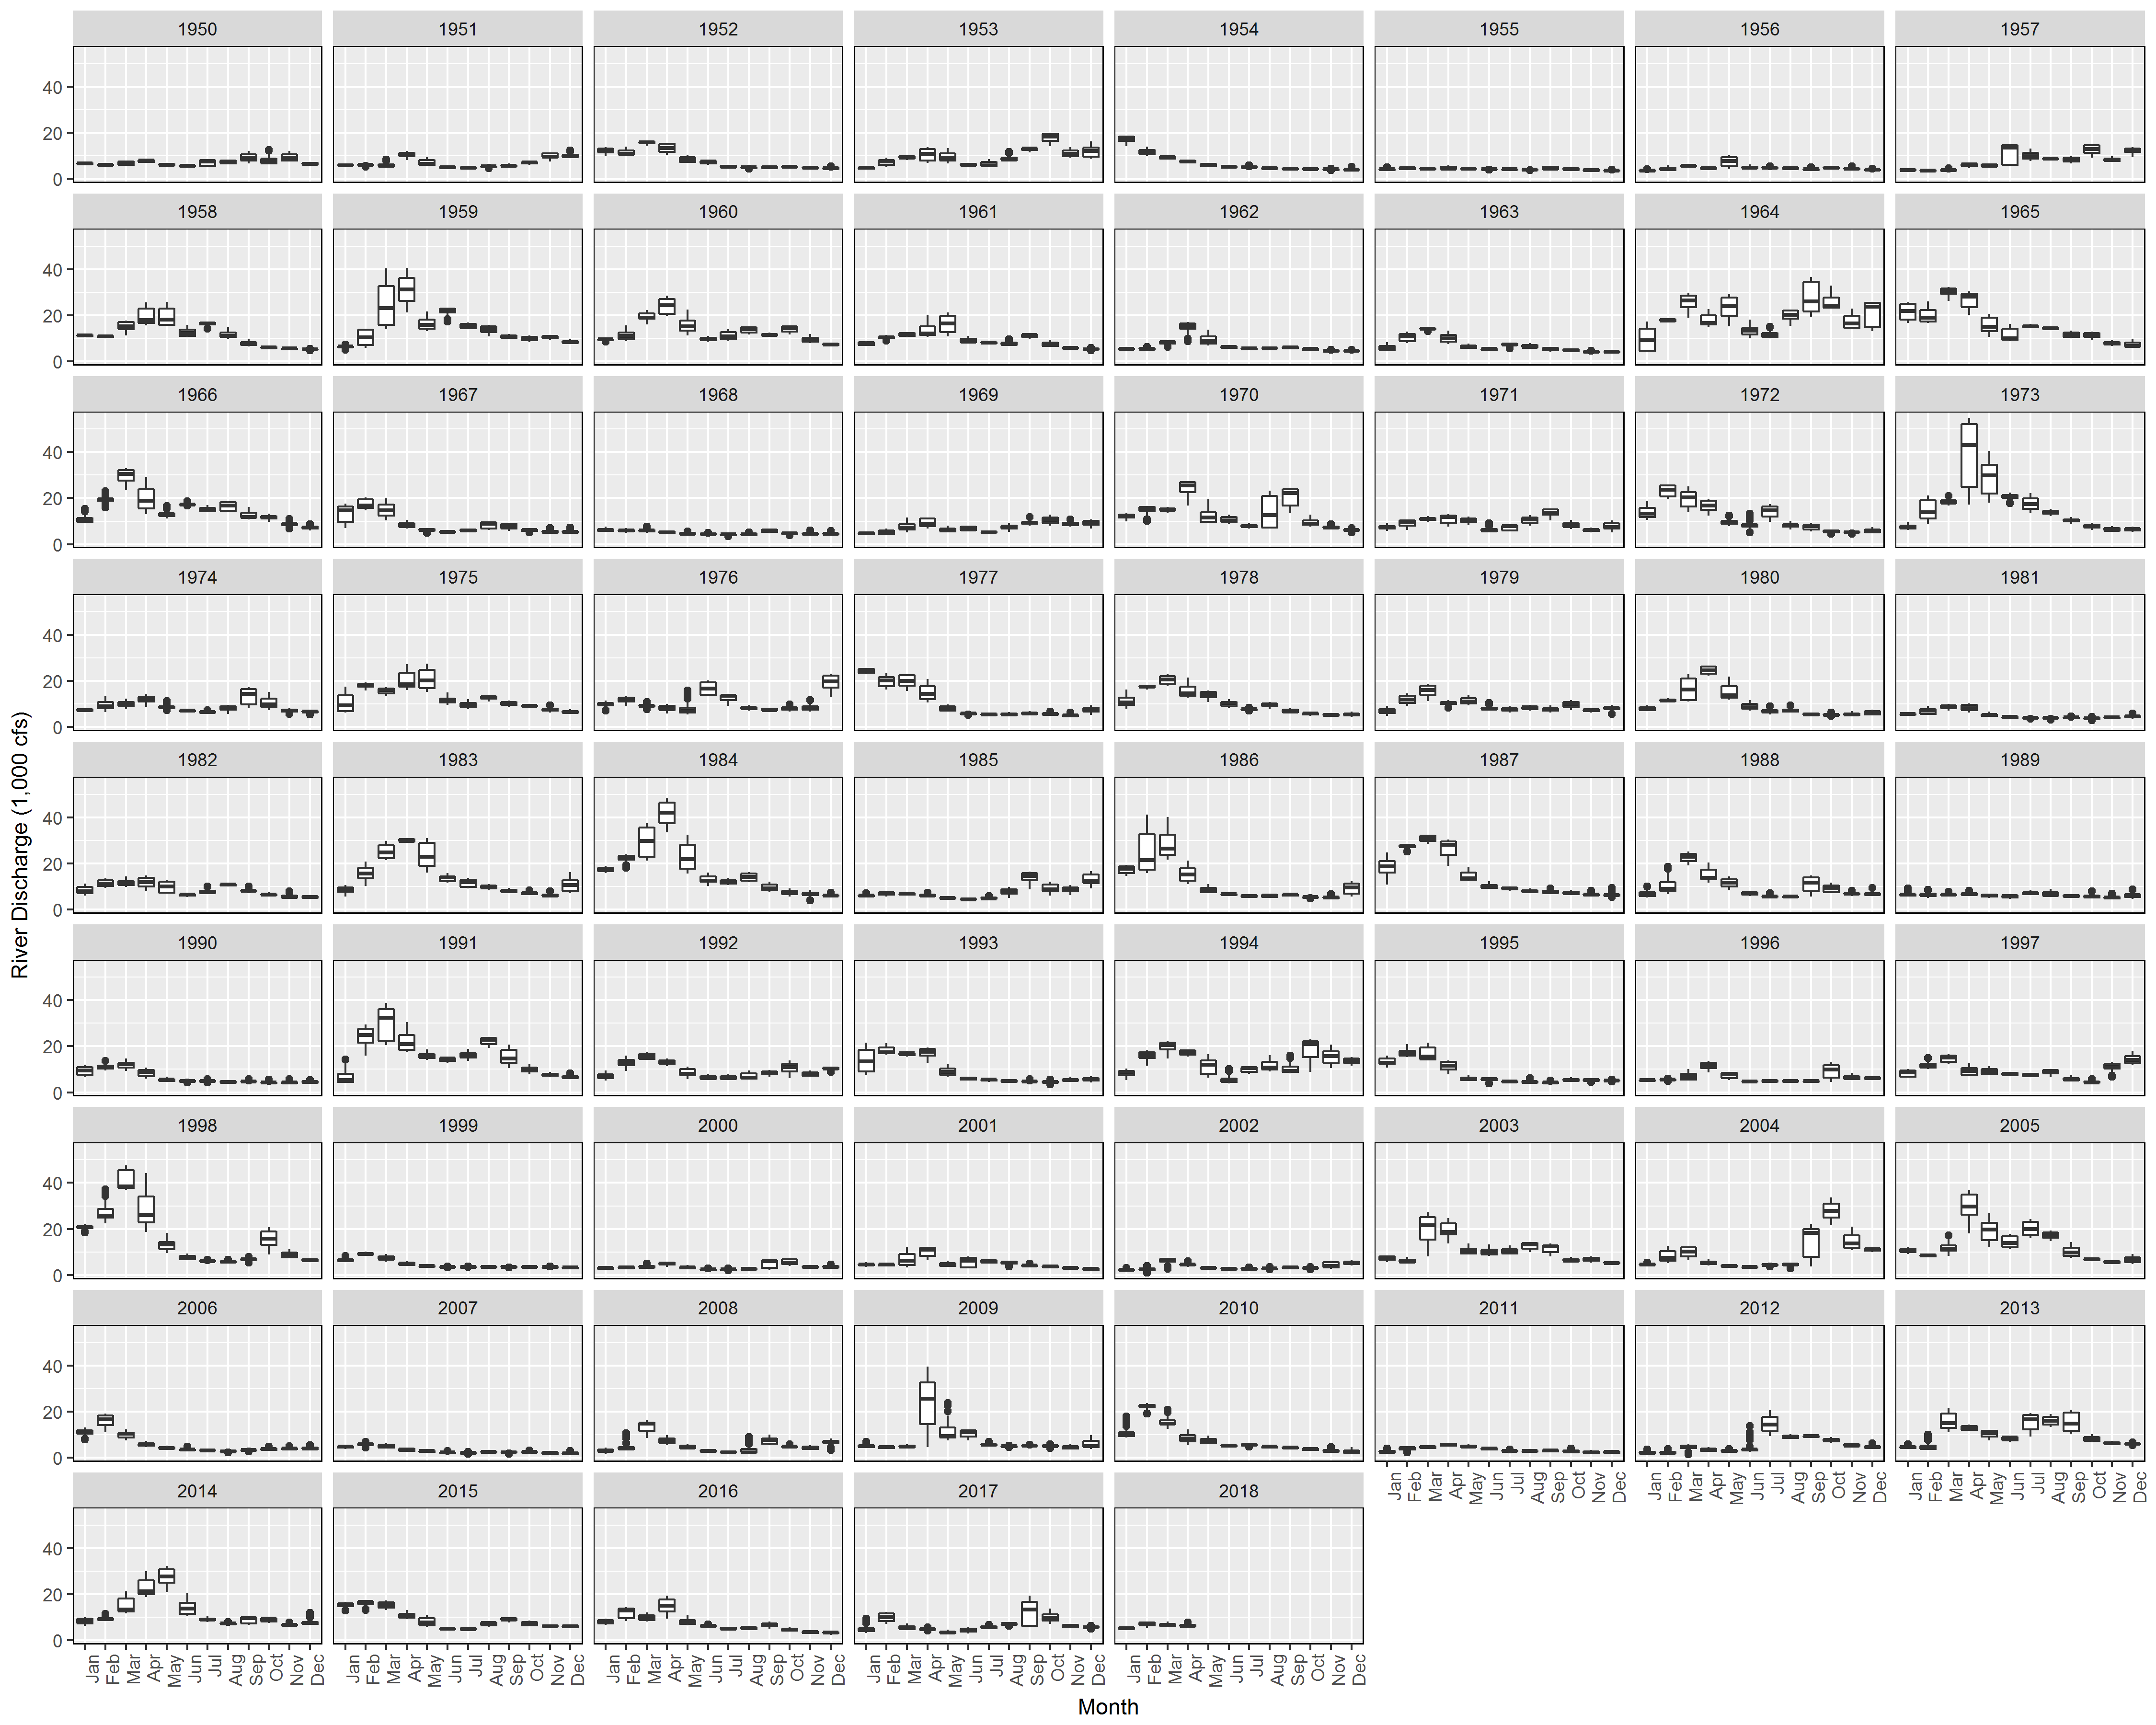 1950 1951 1952 1953 1954 1955 1956 1957
40
20
0
1958 1959 1960 1961 1962 1963 1964 1965
40
20
0
1966 1967 1968 1969 1970 1971 1972 1973
40
20
0
1974 1975 1976 1977 1978 1979 1980 1981
40
20
0
River Discharge (1,000 cfs)
1982 1983 1984 1985 1986 1987 1988 1989
40
20
0
1990 1991 1992 1993 1994 1995 1996 1997
40
20
0
1998 1999 2000 2001 2002 2003 2004 2005
40
20
0
2006 2007 2008 2009 2010 2011 2012 2013
40
20
0
Jan Feb Mar Apr May Jun Jul Aug Sep Oct Nov Dec Jan Feb Mar Apr May Jun Jul Aug Sep Oct Nov Dec Jan Feb Mar Apr May Jun Jul Aug Sep Oct Nov Dec
2014 2015 2016 2017 2018
40
20
0
Jan Feb Mar Apr May Jun Jul Aug Sep Oct Nov Dec Jan Feb Mar Apr May Jun Jul Aug Sep Oct Nov Dec Jan Feb Mar Apr May Jun Jul Aug Sep Oct Nov Dec Jan Feb Mar Apr May Jun Jul Aug Sep Oct Nov Dec Jan Feb Mar Apr May Jun Jul Aug Sep Oct Nov Dec
Month